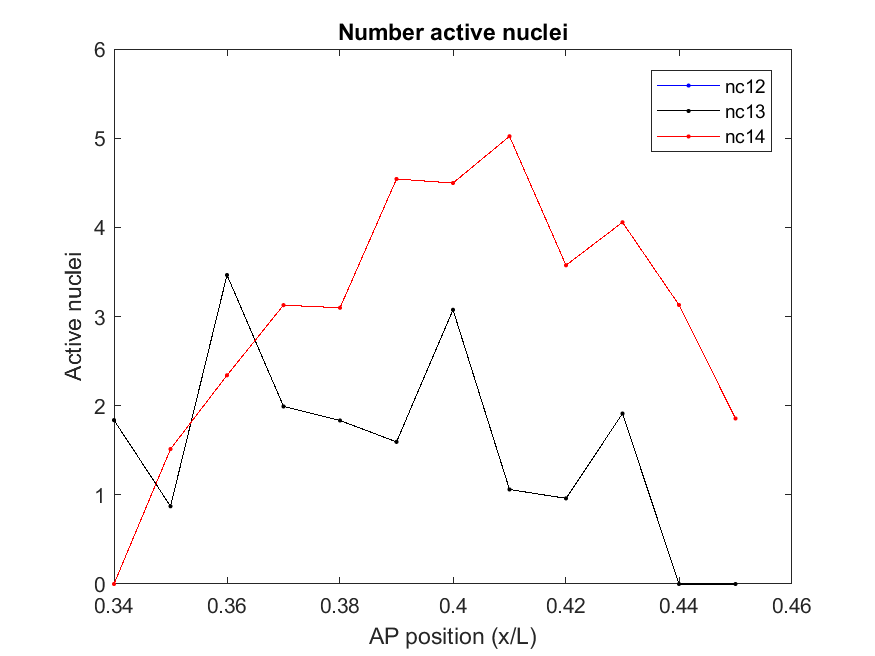 Number active nuclei
6
5
4
3
2
1
0
Active nuclei
nc12
nc13
nc14
0.34 0.36 0.38 0.4 0.42 0.44 0.46
AP position (x/L)